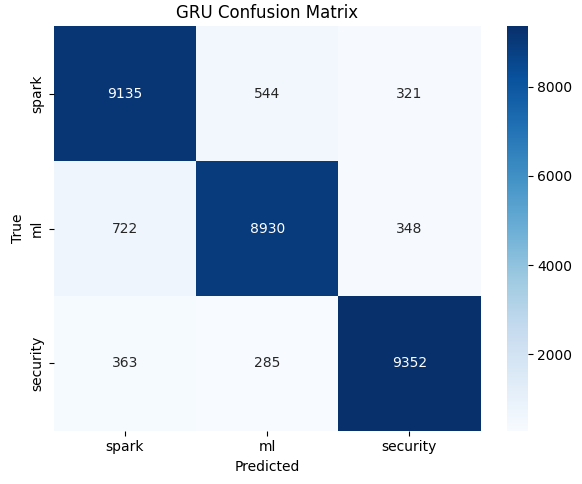 GRU Confusion Matrix
True
spark
9135 544 321
ml
722 8930 348
security
363 285 9352
spark ml security
Predicted
8000
6000
4000
2000